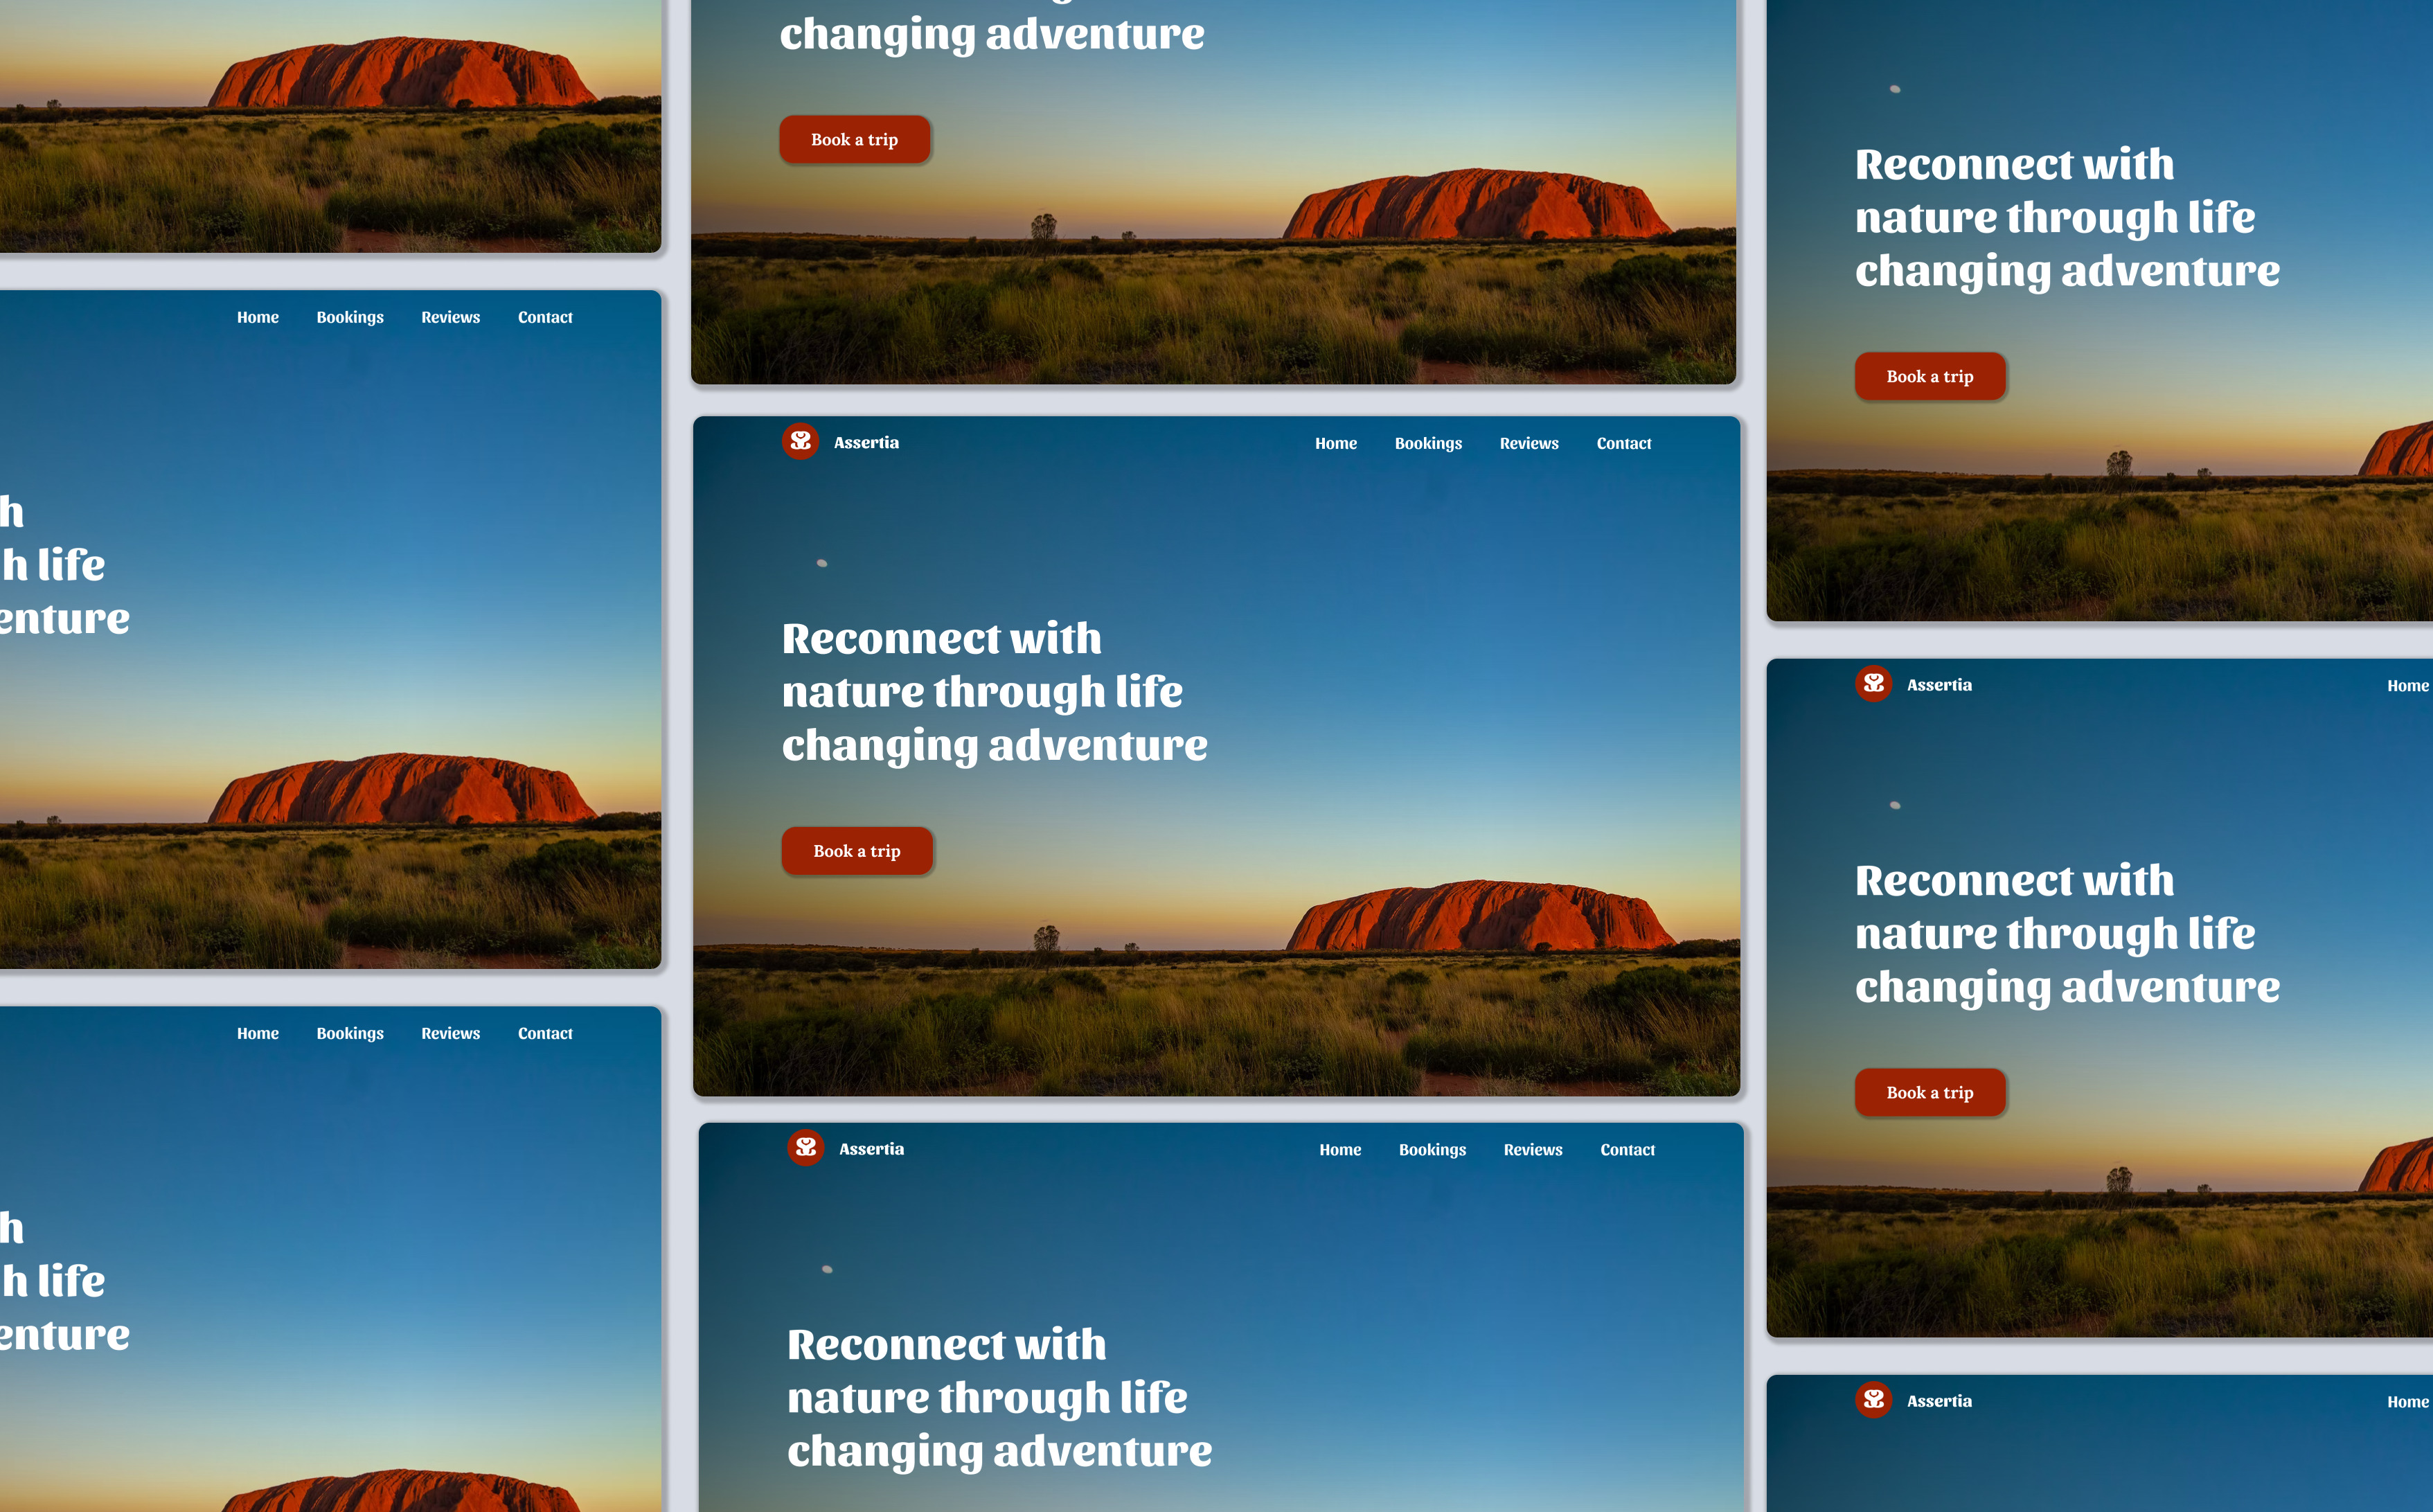 changing adventure
Book a trip
Home Bookings Reviews Contact
h
h life
enture
Home Bookings Reviews Contact
h
h life
enture
Assertia Home Bookings Reviews Contact
Reconnect with
nature through life
changing adventure
Book a trip
Assertia Home Bookings Reviews Contact
Reconnect with
nature through life
changing adventure
Reconnect with
nature through life
changing adventure
Book a trip
Assertia Home
Reconnect with
nature through life
changing adventure
Book a trip
Assertia Home